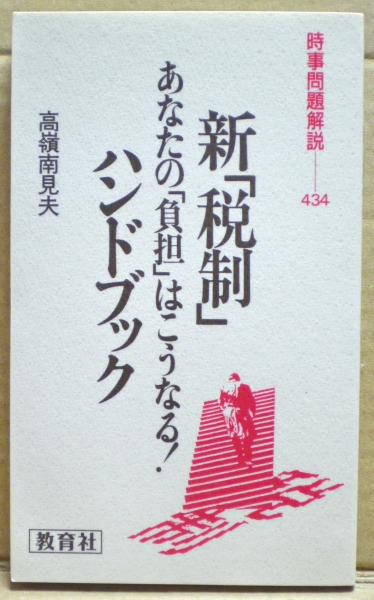 時事問題解説──434
新「税制」
あなたの「負担」はこうなる!
ハンドブック
高嶺南見夫
教育社